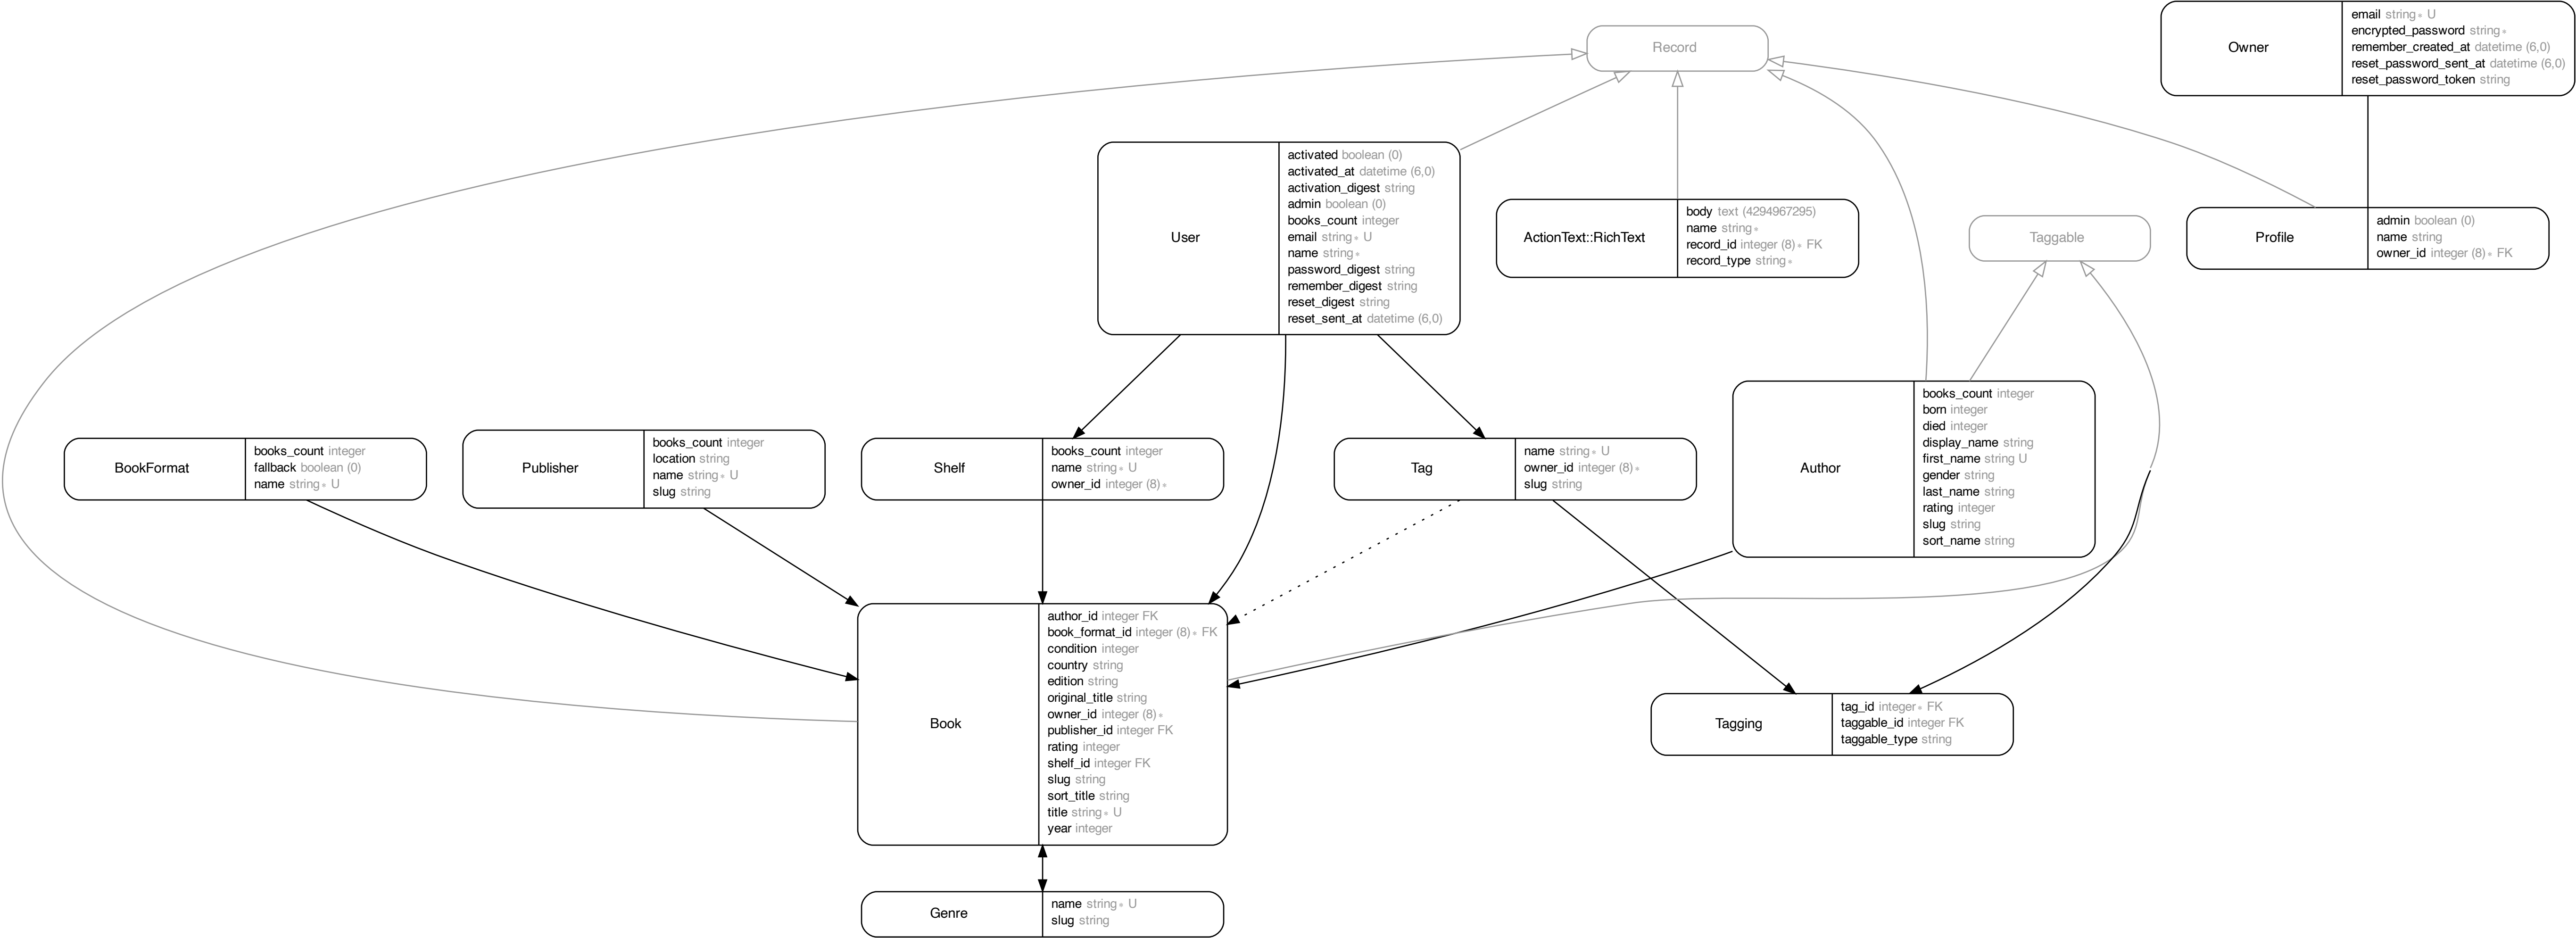 Record
Owner
email string∗ U
encrypted_password string∗
remember_created_at datetime (6,0)
reset_password_sent_at datetime (6,0)
reset_password_token string
User
activated boolean (0)
activated_at datetime (6,0)
activation_digest string
admin boolean (0)
books_count integer
email string∗ U
name string∗
password_digest string
remember_digest string
reset_digest string
reset_sent_at datetime (6,0)
ActionText::RichText
body text (4294967295)
name string∗
record_id integer (8)∗ FK
record_type string∗
Taggable
Profile
admin boolean (0)
name string
owner_id integer (8)∗ FK
BookFormat
books_count integer
fallback boolean (0)
name string∗ U
Publisher
books_count integer
location string
name string∗ U
slug string
Shelf
books_count integer
name string∗ U
owner_id integer (8)∗
Tag
name string∗ U
owner_id integer (8)∗
slug string
Author
books_count integer
born integer
died integer
display_name string
first_name string U
gender string
last_name string
rating integer
slug string
sort_name string
Book
author_id integer FK
book_format_id integer (8)∗ FK
condition integer
country string
edition string
original_title string
owner_id integer (8)∗
publisher_id integer FK
rating integer
shelf_id integer FK
slug string
sort_title string
title string∗ U
year integer
Tagging
tag_id integer∗ FK
taggable_id integer FK
taggable_type string
Genre
name string∗ U
slug string